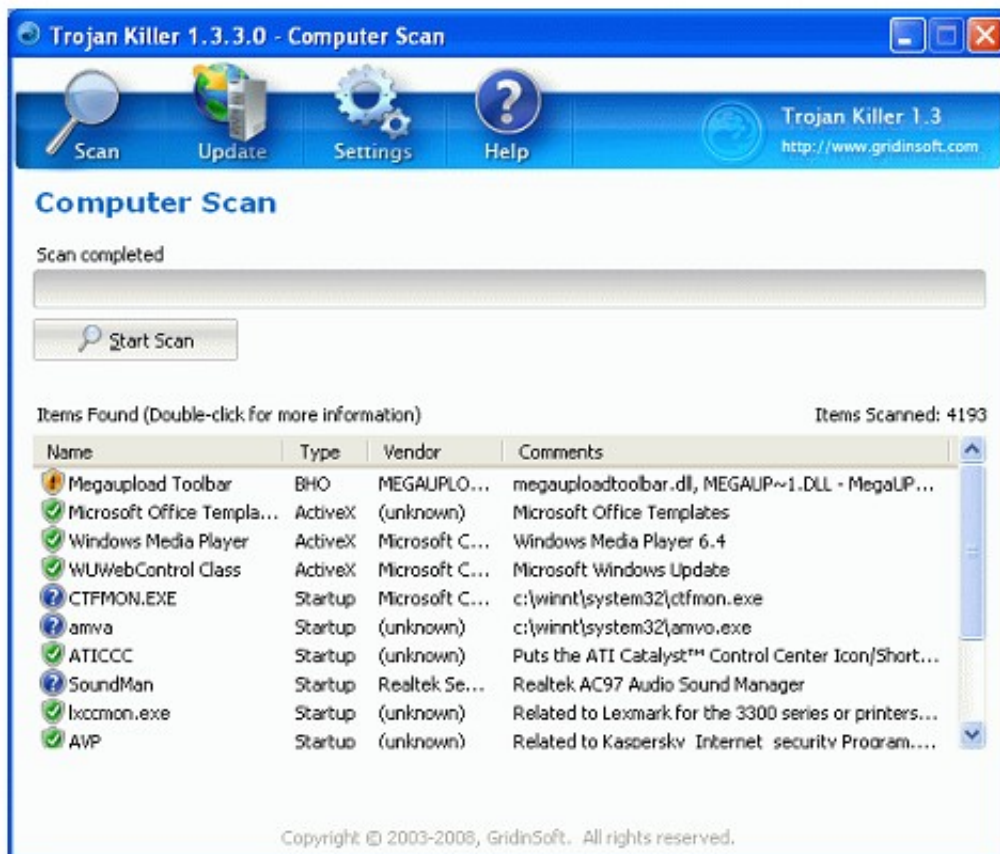 Trojan Killer 1.3.3.0 - Computer Scan
Scan Update Settings Help
Trojan Killer 1.3
http://www.gridinsoft.com
Computer Scan
Scan completed
Start Scan
Items Found (Double-click for more information) Items Scanned: 4193
Name Type Vendor Comments
Megaupload Toolbar BHO MEGAUPLO... megauploadtoolbar.dll, MEGAUP~1.DLL - MegaUP...
Microsoft Office Templa... ActiveX (unknown) Microsoft Office Templates
Windows Media Player ActiveX Microsoft C... Windows Media Player 6.4
WUWebControl Class ActiveX Microsoft C... Microsoft Windows Update
CTFMON.EXE Startup Microsoft C... c:\winnt\system32\ctfmon.exe
amva Startup (unknown) c:\winnt\system32\amvo.exe
ATICCC Startup (unknown) Puts the ATI Catalyst™ Control Center Icon/Short...
SoundMan Startup Realtek Se... Realtek AC97 Audio Sound Manager
lxccmon.exe Startup (unknown) Related to Lexmark for the 3300 series or printers...
AVP Startup (unknown) Related to Kaspersky Internet security Program....
Copyright © 2003-2008, GridinSoft. All rights reserved.